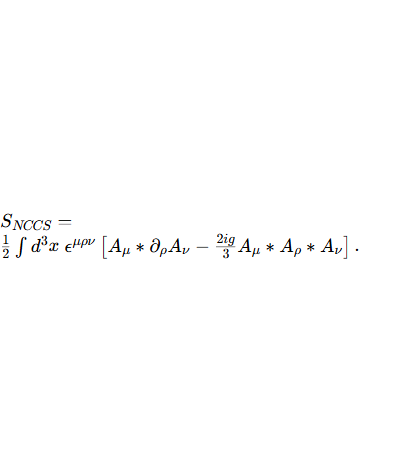 S_{NCCS} =
\frac{1}{2} \int d^3x \; \epsilon^{\mu\rho\nu} \left[ A_\mu * \partial_\rho A_\nu - \frac{2ig}{3} A_\mu * A_\rho * A_\nu \right] .